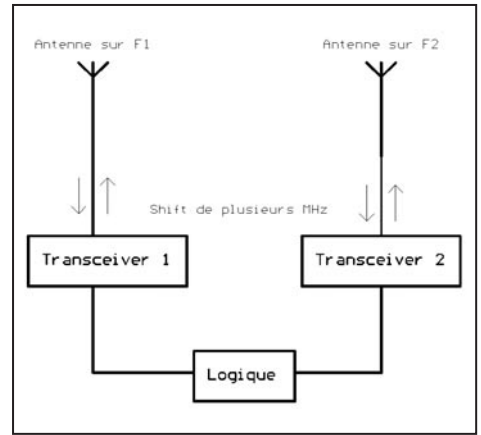 Antenne sur F1
Antenne sur F2
Shift de plusieurs MHz
Transceiver 1
Transceiver 2
Logique